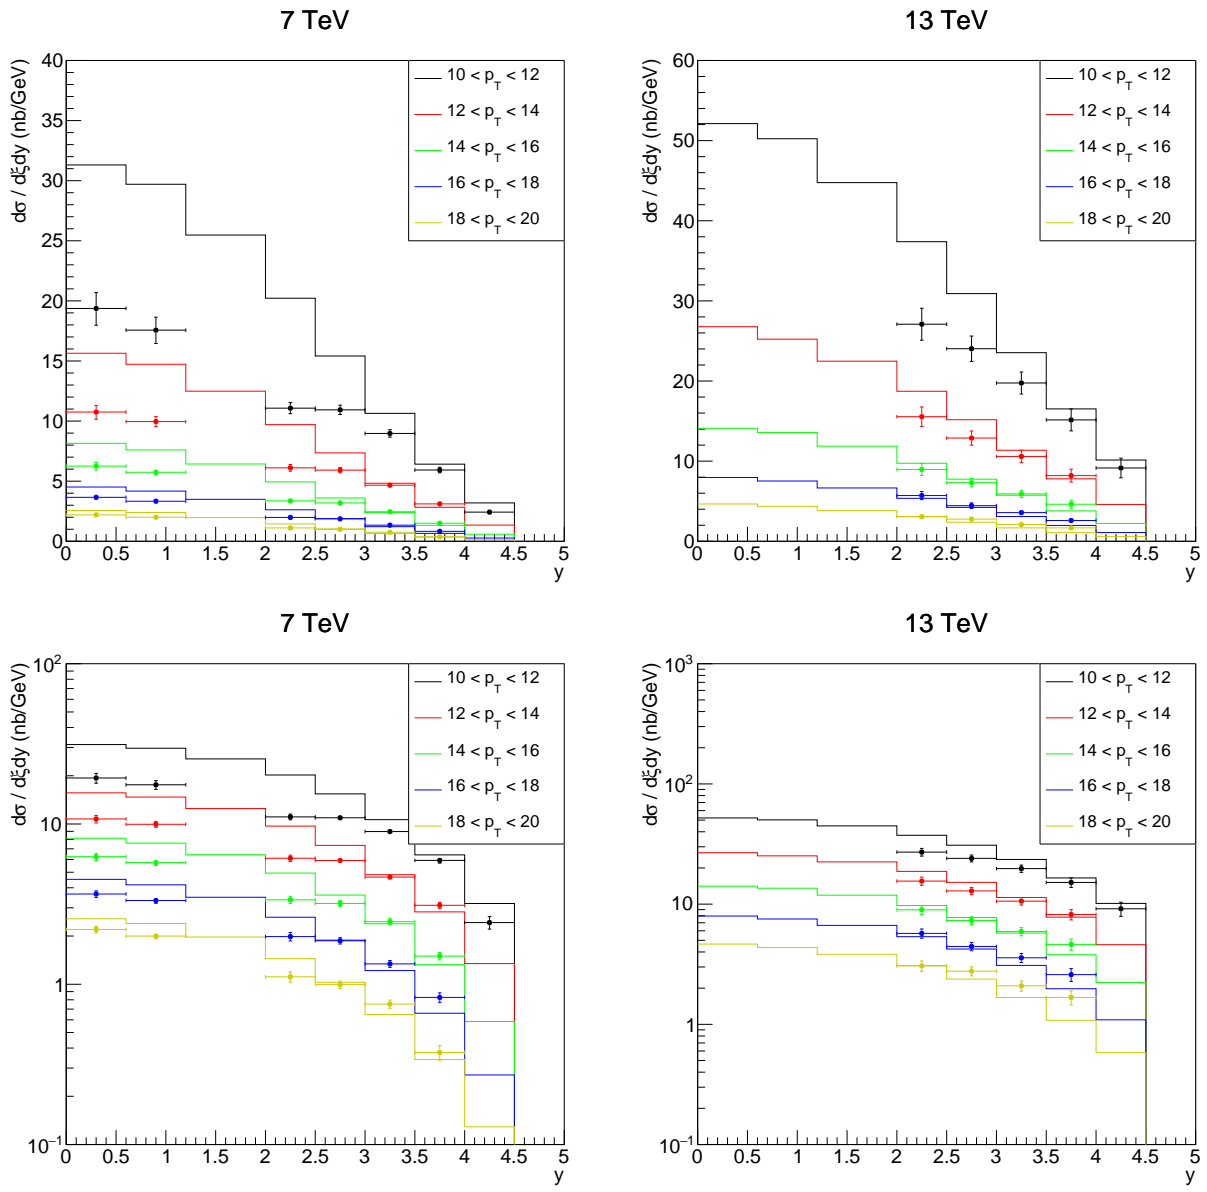 7 TeV
dσ / dξdy (nb/GeV)
40
35
30
25
20
15
10
5
0
10 < p_T < 12
12 < p_T < 14
14 < p_T < 16
16 < p_T < 18
18 < p_T < 20
0 0.5 1 1.5 2 2.5 3 3.5 4 4.5 5
y
13 TeV
dσ / dξdy (nb/GeV)
60
50
40
30
20
10
0
10 < p_T < 12
12 < p_T < 14
14 < p_T < 16
16 < p_T < 18
18 < p_T < 20
0 0.5 1 1.5 2 2.5 3 3.5 4 4.5 5
y
7 TeV
dσ / dξdy (nb/GeV)
10²
10
1
10⁻¹
10 < p_T < 12
12 < p_T < 14
14 < p_T < 16
16 < p_T < 18
18 < p_T < 20
0 0.5 1 1.5 2 2.5 3 3.5 4 4.5 5
y
13 TeV
dσ / dξdy (nb/GeV)
10³
10²
10
1
10⁻¹
10 < p_T < 12
12 < p_T < 14
14 < p_T < 16
16 < p_T < 18
18 < p_T < 20
0 0.5 1 1.5 2 2.5 3 3.5 4 4.5 5
y